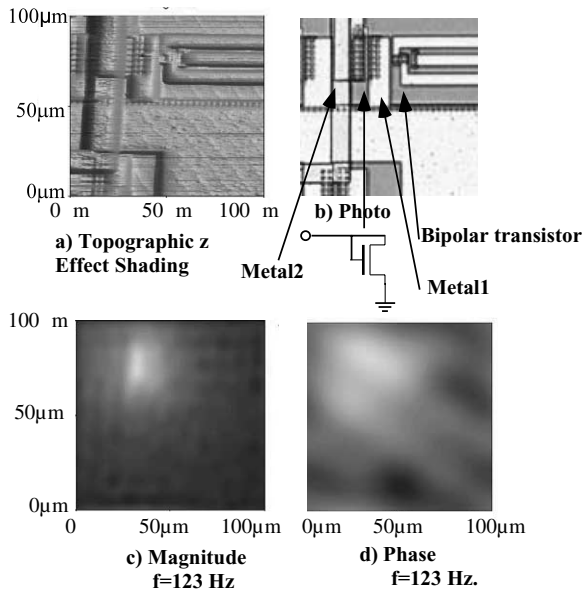 100µm
50µm
0µm
0 m 50 m 100 m
a) Topographic z
Effect Shading
b) Photo
Metal2
Bipolar transistor
Metal1
100 m
50µm
0µm
0 50µm 100µm
c) Magnitude
f=123 Hz
0µm 50µm 100µm
d) Phase
f=123 Hz.